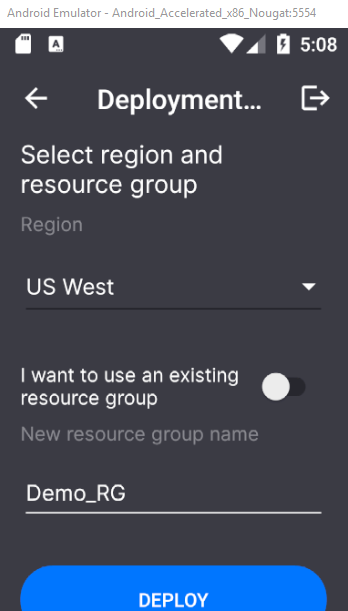 Android Emulator - Android_Accelerated_x86_Nougat:5554
A
5:08
Deployment...
Select region and
resource group
Region
US West
I want to use an existing
resource group
New resource group name
Demo_RG
DEPLOY